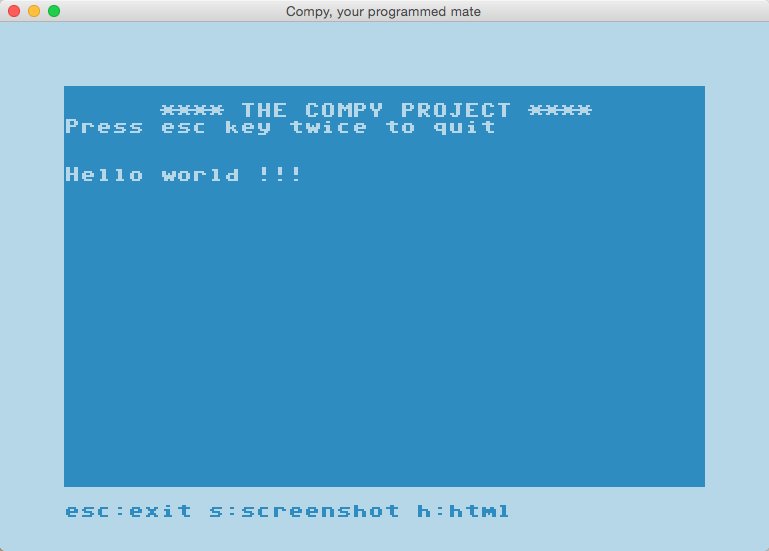 Compy, your programmed mate
**** THE COMPY PROJECT ****
Press esc key twice to quit
Hello world !!!
esc:exit s:screenshot h:html